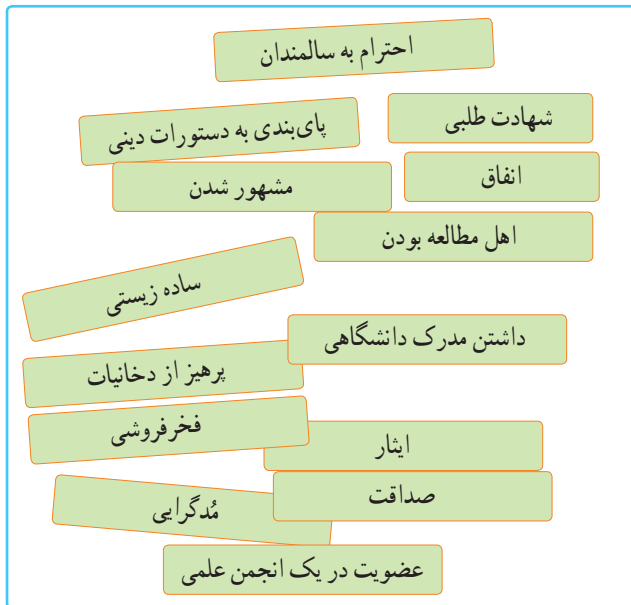 احترام به سالمندان
شهادت طلبی
پای‌بندی به دستورات دینی
انفاق
مشهور شدن
اهل مطالعه بودن
ساده زیستی
داشتن مدرک دانشگاهی
پرهیز از دخانیات
فخرفروشی
ایثار
صداقت
مُدگرایی
عضویت در یک انجمن علمی